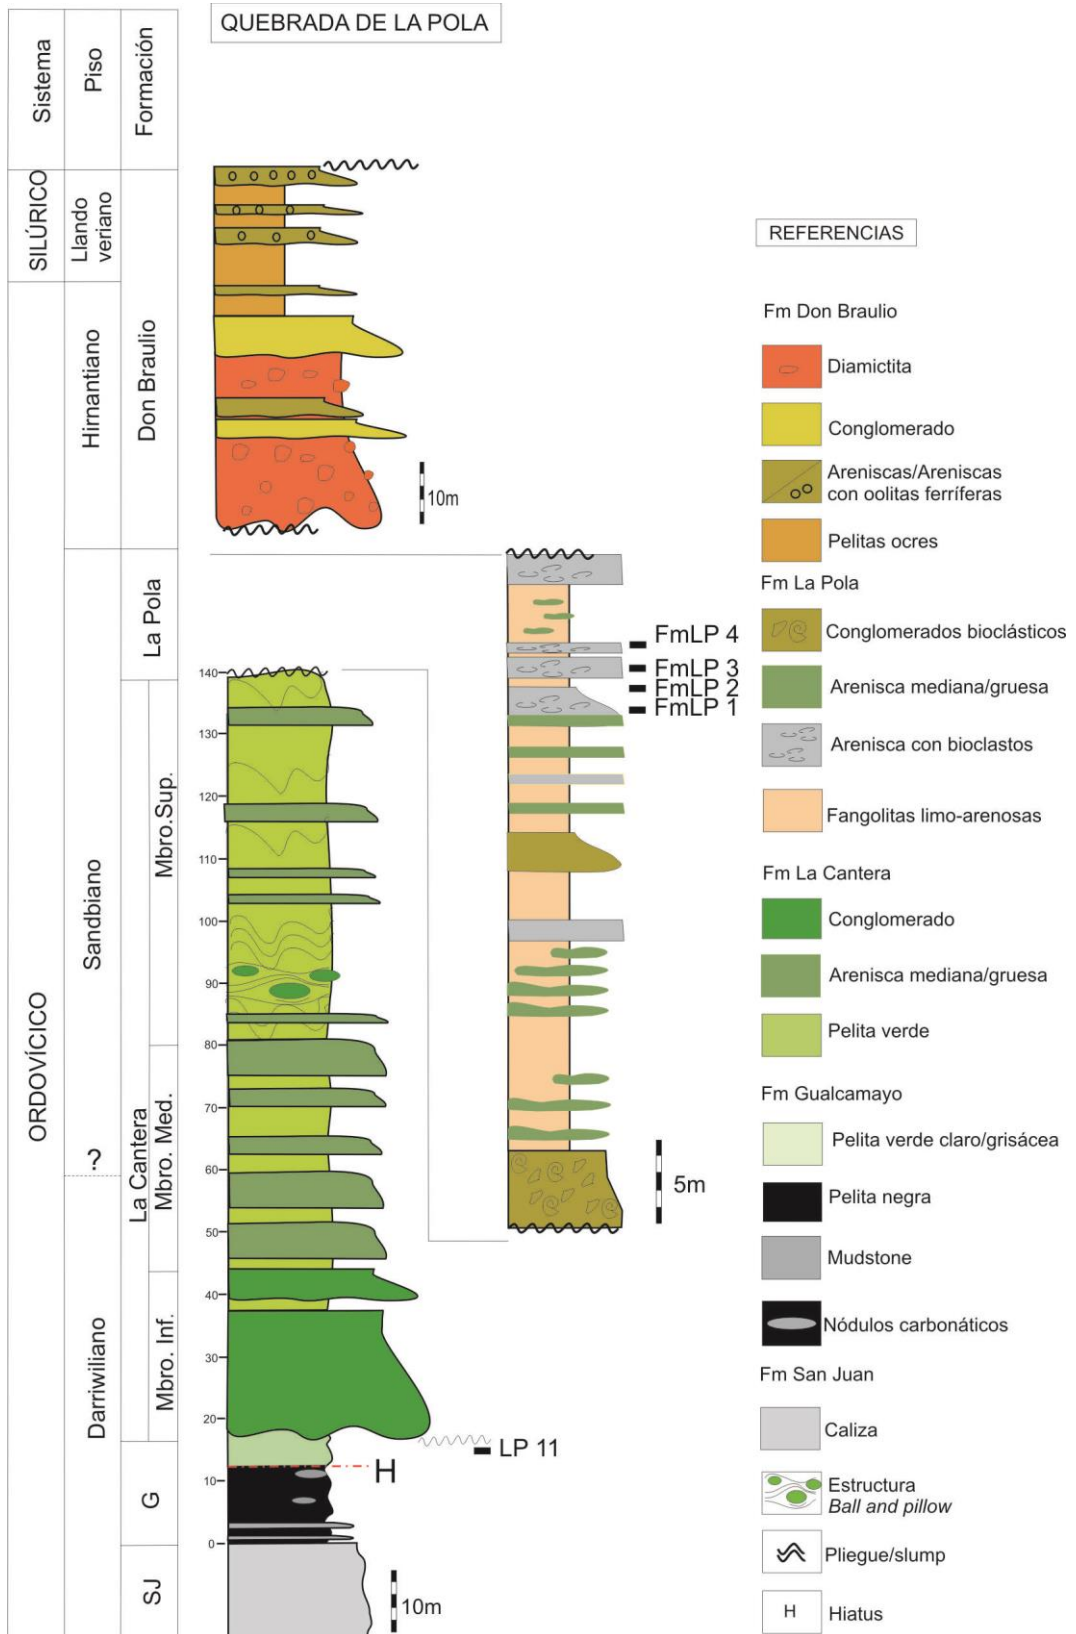 QUEBRADA DE LA POLA
Sistema
Piso
Formación
SILÚRICO
Llando
veriano
ORDOVÍCICO
Hirnantiano
Sandbiano
?
Darriwiliano
Don Braulio
La Pola
La Cantera
Mbro.Sup.
Mbro. Med.
Mbro. Inf.
G
SJ
10m
140
130
120
110
100
90
80
70
60
50
40
30
20
10
0
LP 11
H
10m
FmLP 4
FmLP 3
FmLP 2
FmLP 1
5m
REFERENCIAS
Fm Don Braulio
Diamictita
Conglomerado
Areniscas/Areniscas
con oolitas ferríferas
Pelitas ocres
Fm La Pola
Conglomerados bioclásticos
Arenisca mediana/gruesa
Arenisca con bioclastos
Fangolitas limo-arenosas
Fm La Cantera
Conglomerado
Arenisca mediana/gruesa
Pelita verde
Fm Gualcamayo
Pelita verde claro/grisácea
Pelita negra
Mudstone
Nódulos carbonáticos
Fm San Juan
Caliza
Estructura
Ball and pillow
Pliegue/slump
H
Hiatus